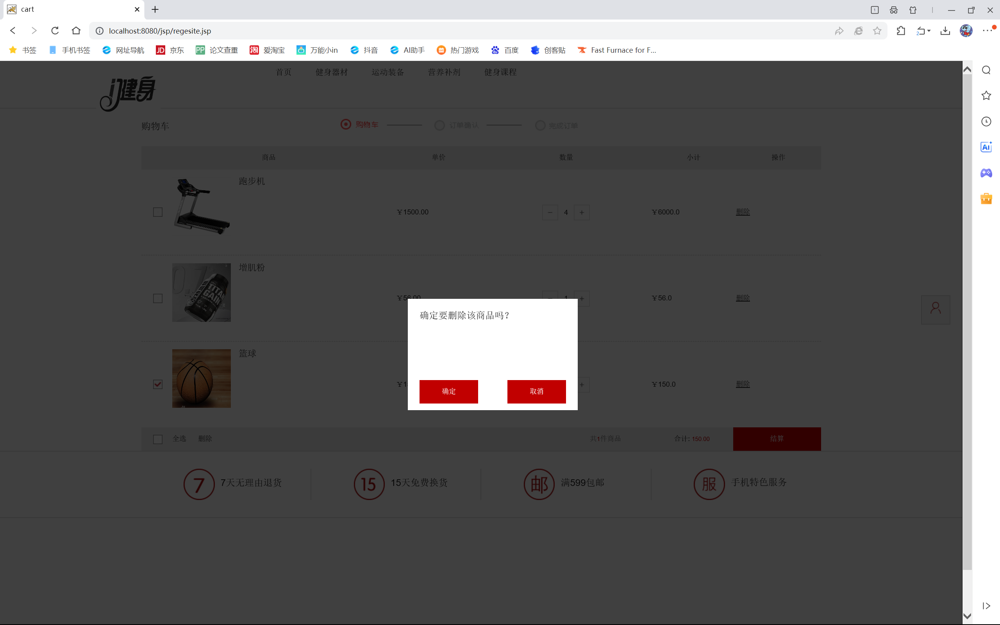 cart
localhost:8080/jsp/regesite.jsp
书签 手机书签 网址导航 JD 京东 PP 论文查重 淘 爱淘宝 万能小in 抖音 AI助手 热门游戏 du 百度 创客贴 Fast Furnace for F...
首页 健身器材 运动装备 营养补剂 健身课程
健身
购物车 购物车 订单确认 完成订单
商品 单价 数量 小计 操作
跑步机
￥1500.00 − 4 + ￥6000.0 删除
增肌粉
TITAN
GAIN
￥56.00 − 1 + ￥56.0 删除
确定要删除该商品吗？
篮球
￥1 + ￥150.0 删除
确定 取消
全选 删除 共1件商品 合计: 150.00 结算
7 7天无理由退货 15 15天免费换货 邮 满599包邮 服 手机特色服务